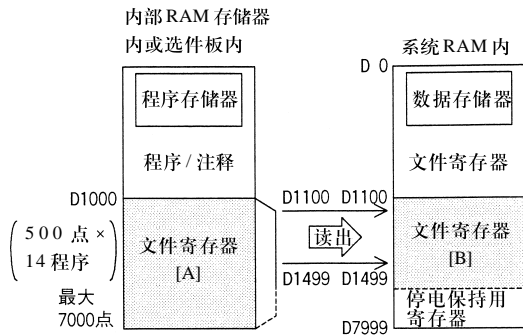 内部RAM存储器
内或选件板内
程序存储器
程序/注释
D1000
(500点×
14程序)
最大
7000点
文件寄存器
[A]
D1100 D1100
读出
D1499 D1499
系统RAM内
D 0
数据存储器
文件寄存器
文件寄存器
[B]
停电保持用
寄存器
D7999